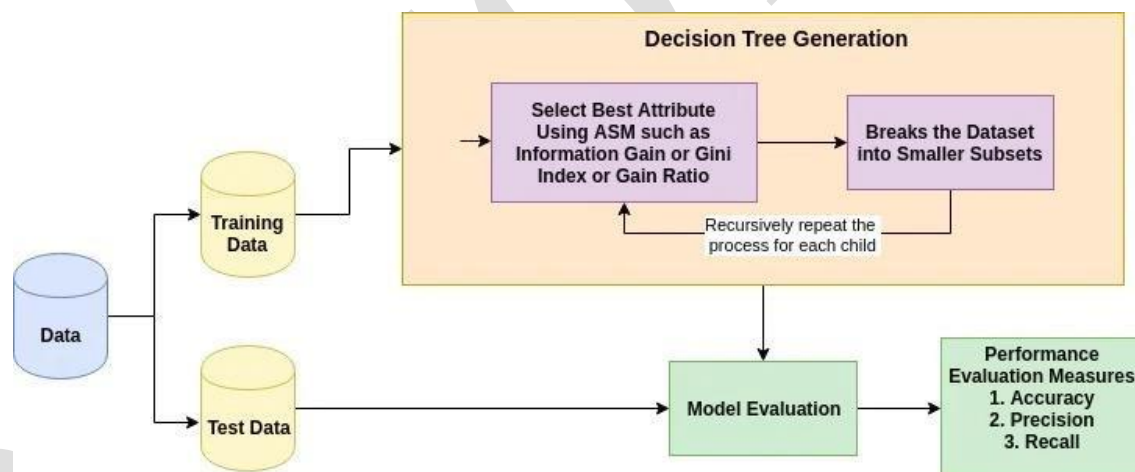 Decision Tree Generation
Select Best Attribute
Using ASM such as
Information Gain or Gini
Index or Gain Ratio
Breaks the Dataset
into Smaller Subsets
Recursively repeat the
process for each child
Training
Data
Data
Test Data
Model Evaluation
Performance
Evaluation Measures
1. Accuracy
2. Precision
3. Recall